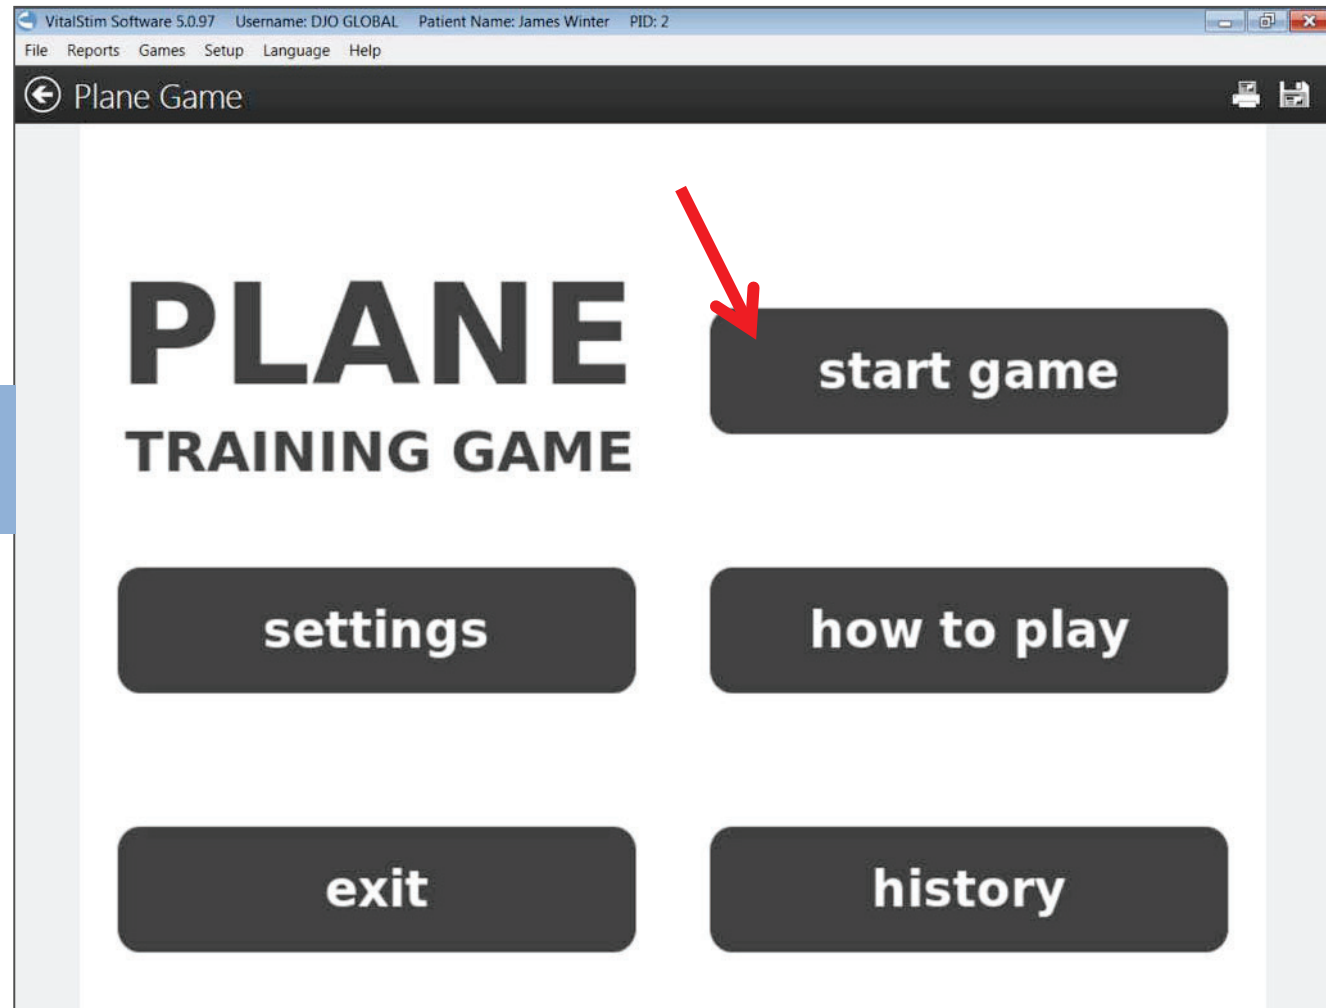 VitalStim Software 5.0.97 Username: DJO GLOBAL Patient Name: James Winter PID: 2
File Reports Games Setup Language Help
Plane Game
PLANE
TRAINING GAME
start game
settings
how to play
exit
history